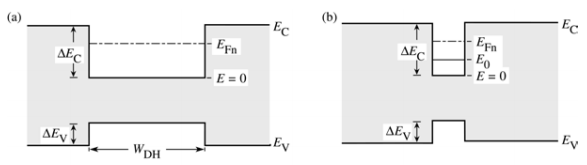 (a)
E_C
ΔE_C
E_Fn
E = 0
ΔE_V
W_DH
E_V
(b)
E_C
ΔE_C
E_Fn
E_0
E = 0
ΔE_V
E_V